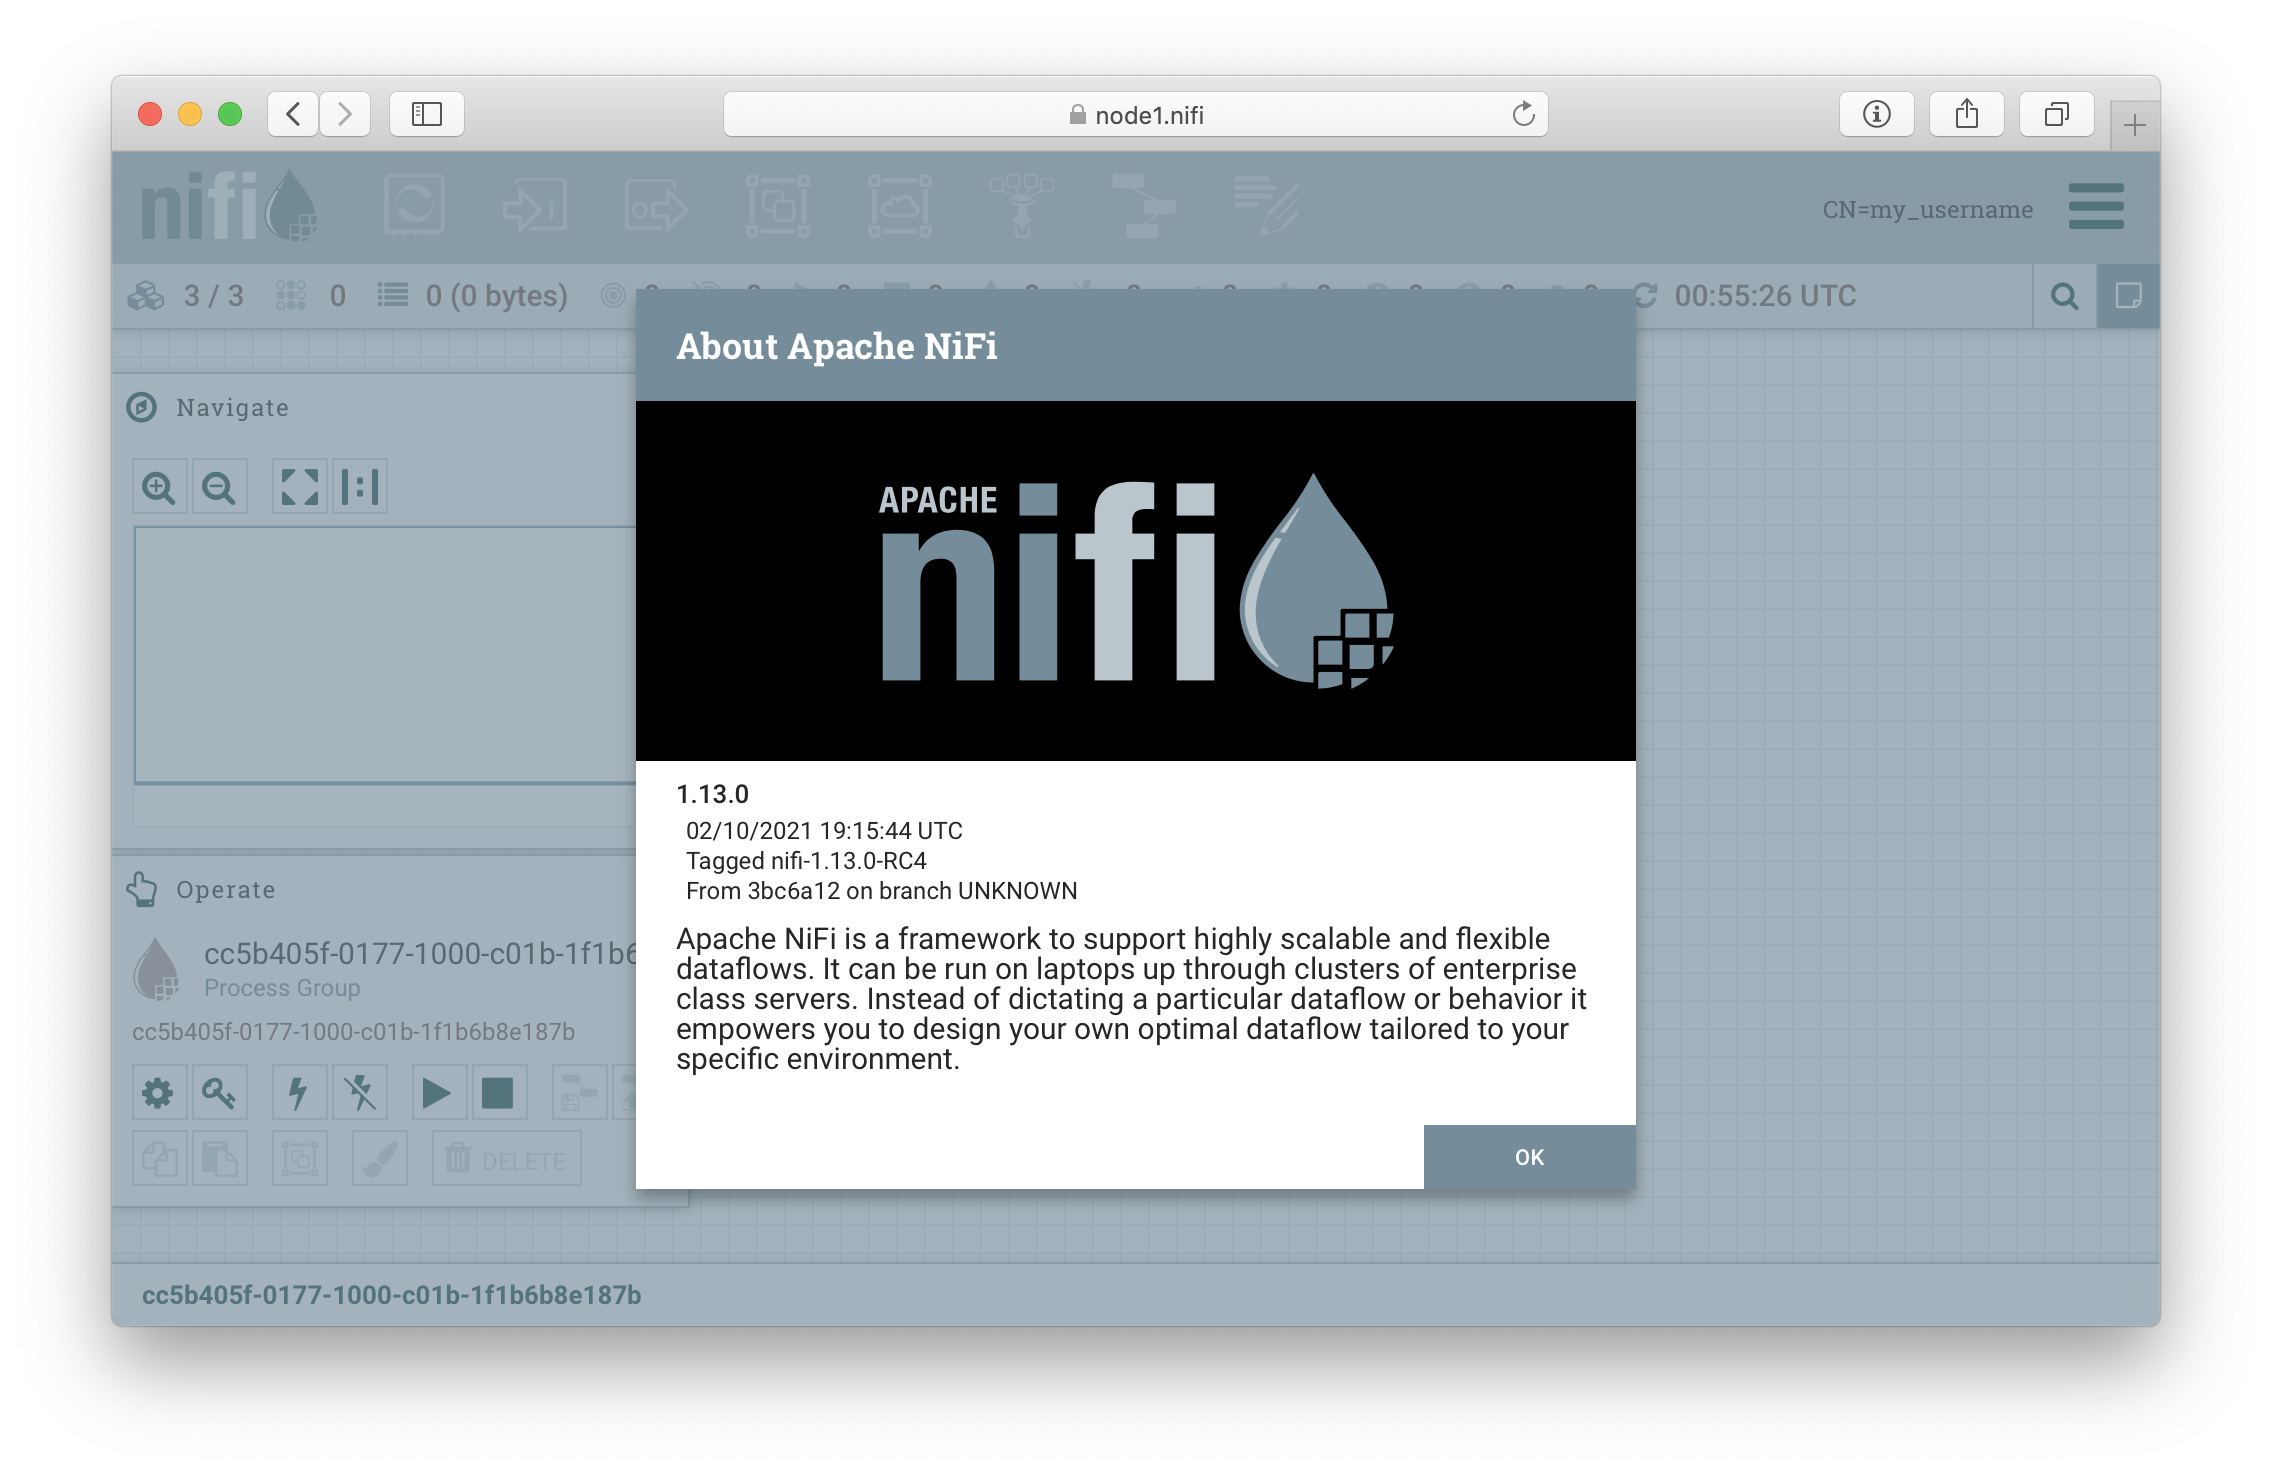 node1.nifi
nifi
CN=my_username
3 / 3 0 0 (0 bytes) 00:55:26 UTC
About Apache NiFi
Navigate
APACHE
nifi
1.13.0
02/10/2021 19:15:44 UTC
Tagged nifi-1.13.0-RC4
From 3bc6a12 on branch UNKNOWN
Apache NiFi is a framework to support highly scalable and flexible
dataflows. It can be run on laptops up through clusters of enterprise
class servers. Instead of dictating a particular dataflow or behavior it
empowers you to design your own optimal dataflow tailored to your
specific environment.
OK
Operate
cc5b405f-0177-1000-c01b-1f1b6
Process Group
cc5b405f-0177-1000-c01b-1f1b6b8e187b
DELETE
cc5b405f-0177-1000-c01b-1f1b6b8e187b